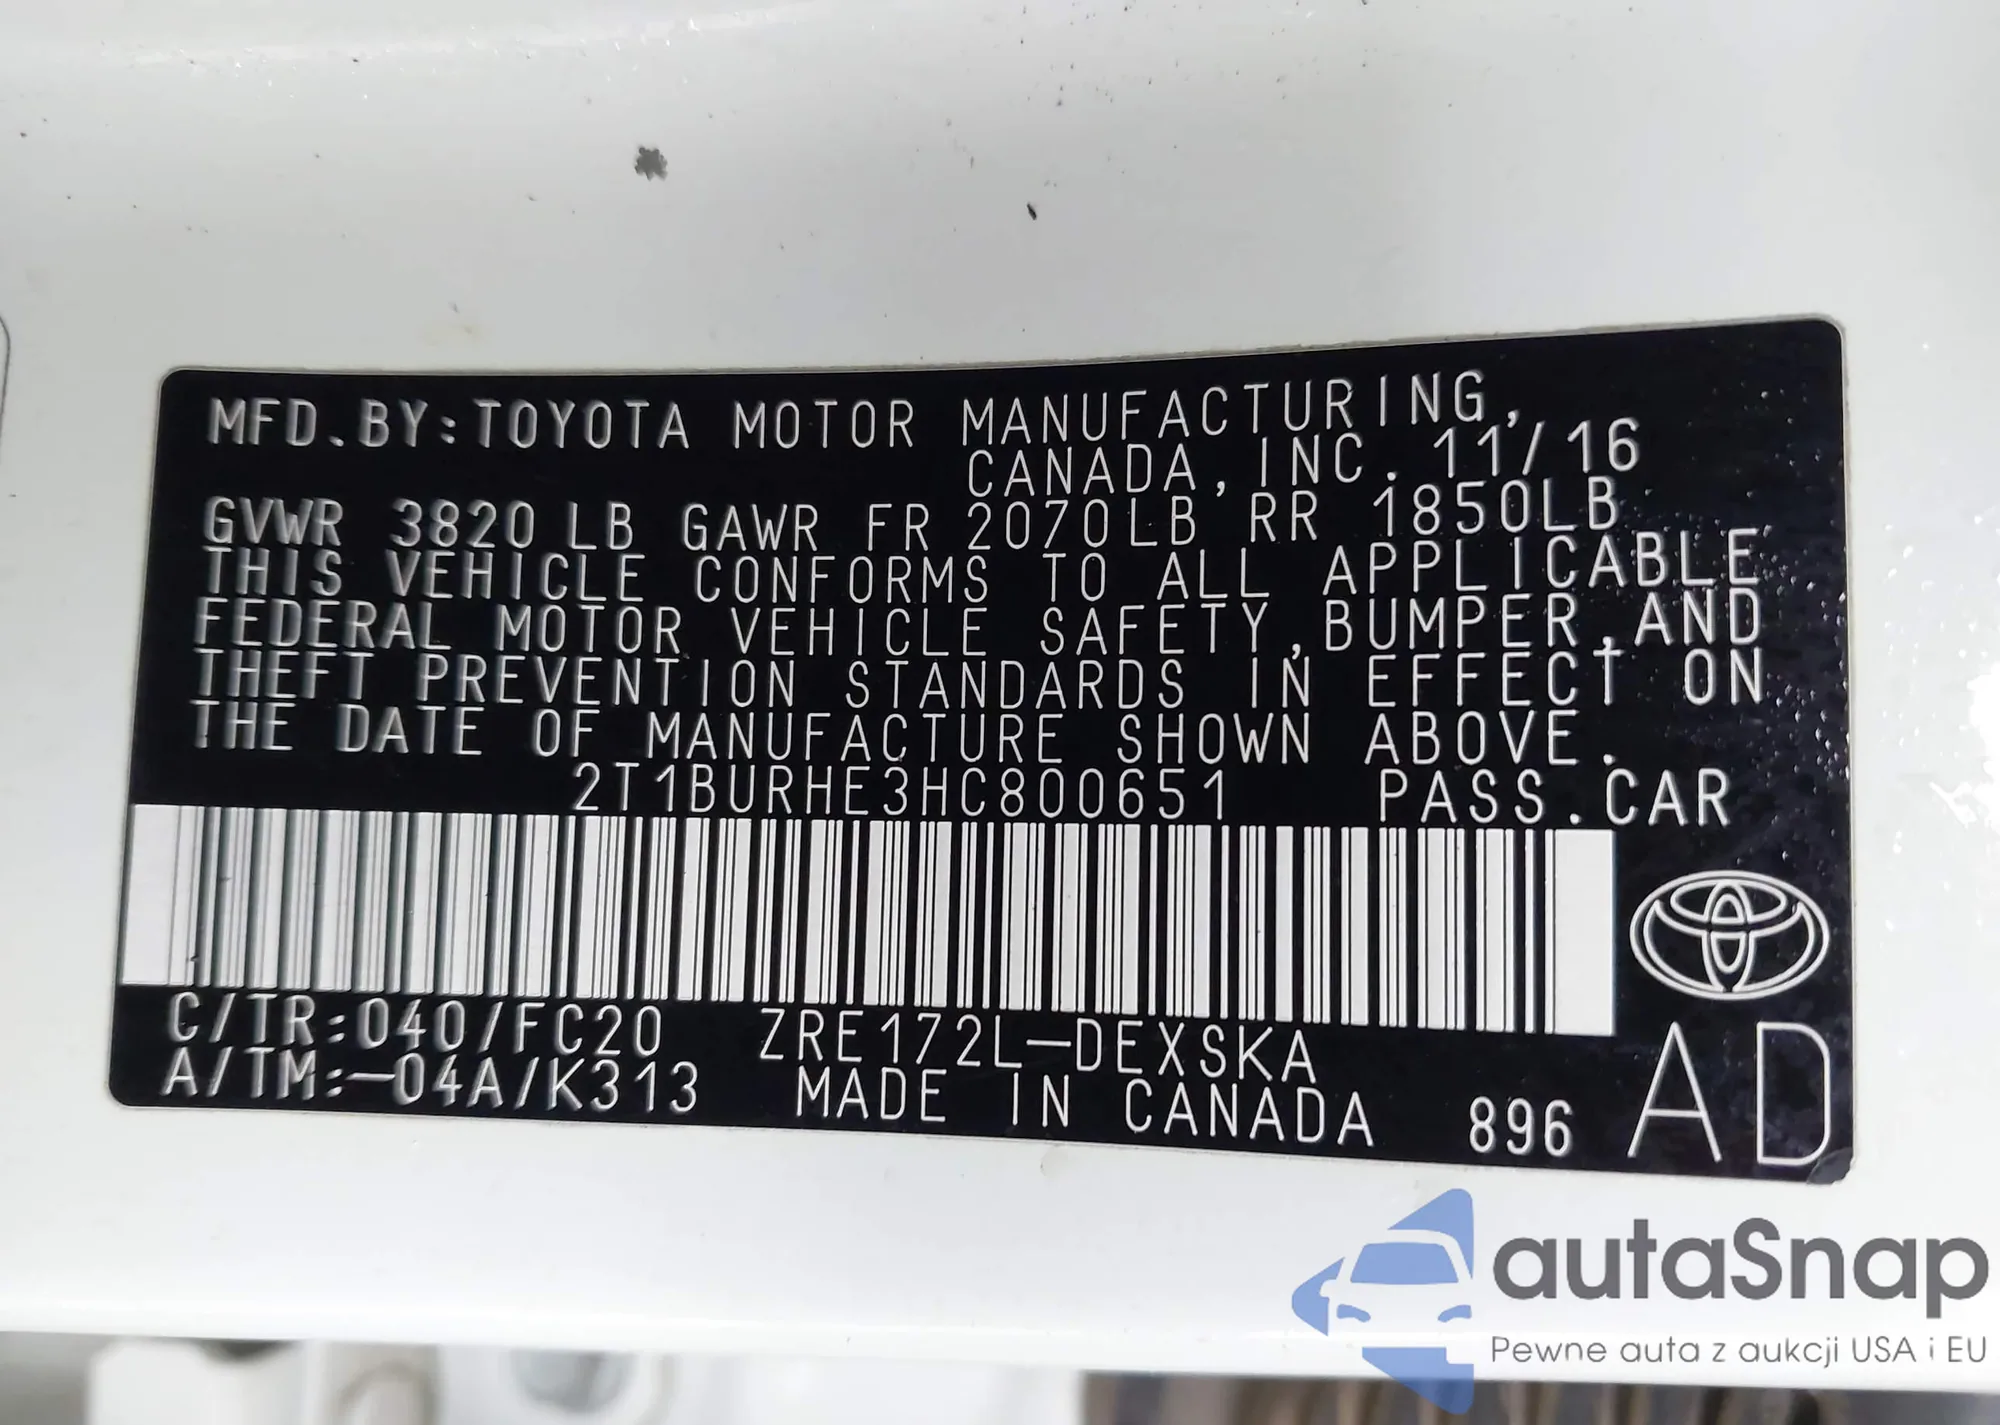 MFD.BY:TOYOTA MOTOR MANUFACTURING,
CANADA,INC. 11/16
GVWR 3820LB GAWR FR 2070LB RR 1850LB
THIS VEHICLE CONFORMS TO ALL APPLICABLE
FEDERAL MOTOR VEHICLE SAFETY,BUMPER,AND
THEFT PREVENTION STANDARDS IN EFFECT ON
THE DATE OF MANUFACTURE SHOWN ABOVE.
2T1BURHE3HC800651 PASS.CAR
C/TR:040/FC20 ZRE172L-DEXSKA
A/TM:-04A/K313 MADE IN CANADA 896 AD
autaSnap
Pewne auta z aukcji USA i EU